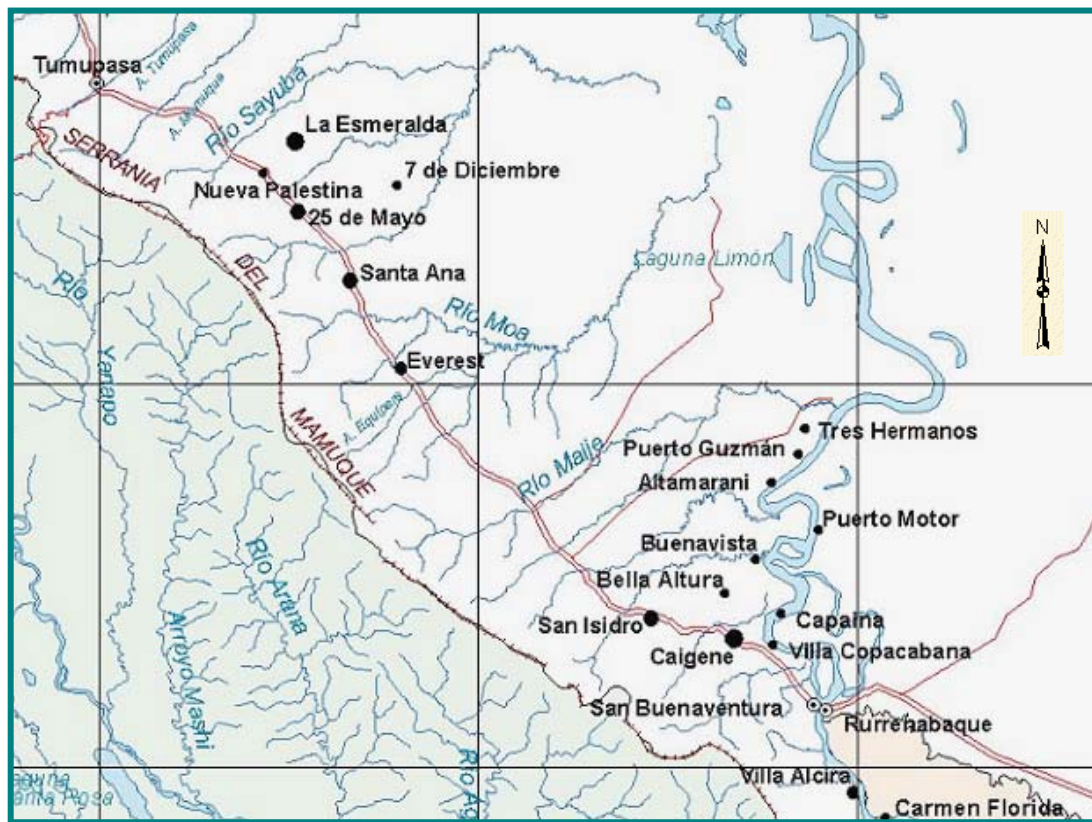 Tumupasa
A. Tumupasa
A. Mamuque
Río Sayuba
La Esmeralda
SERRANIA
7 de Diciembre
Nueva Palestina
25 de Mayo
N
DEL
Laguna Limón
Santa Ana
Río
Río Moa
Yanapo
Everest
MAMUQUE
A. Equipere
Tres Hermanos
Río Maije
Puerto Guzmán
Altamarani
Puerto Motor
Buenavista
Río Arana
Bella Altura
Arroyo Mashi
San Isidro
Capaina
Caigene
Villa Copacabana
San Buenaventura
Rurrenabaque
Villa Alcira
Carmen Florida